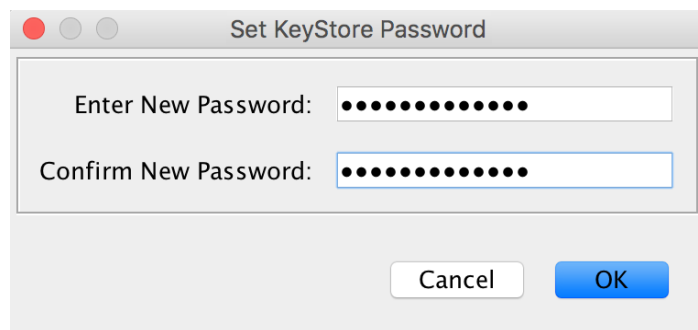 Set KeyStore Password
Enter New Password: •••••••••••••
Confirm New Password: •••••••••••••
Cancel OK